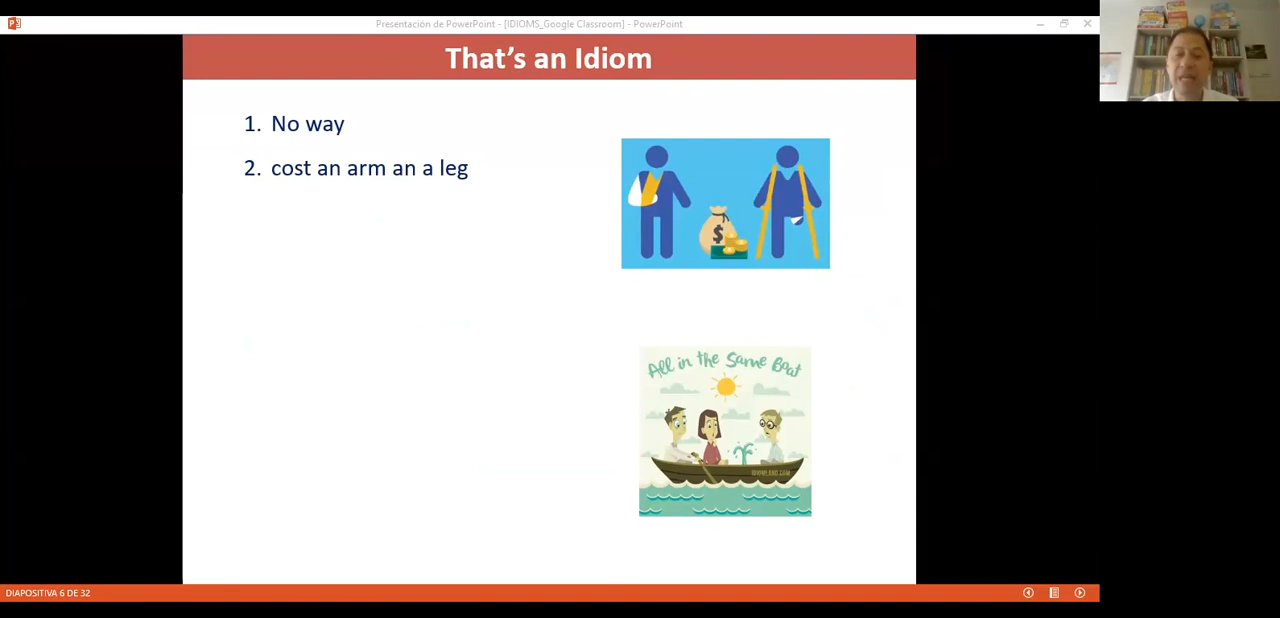 Presentación de PowerPoint - [IDIOMS_Google Classroom] - PowerPoint
That's an Idiom
1. No way
2. cost an arm an a leg
$
All in the Same Boat
DIAPOSITIVA 6 DE 32